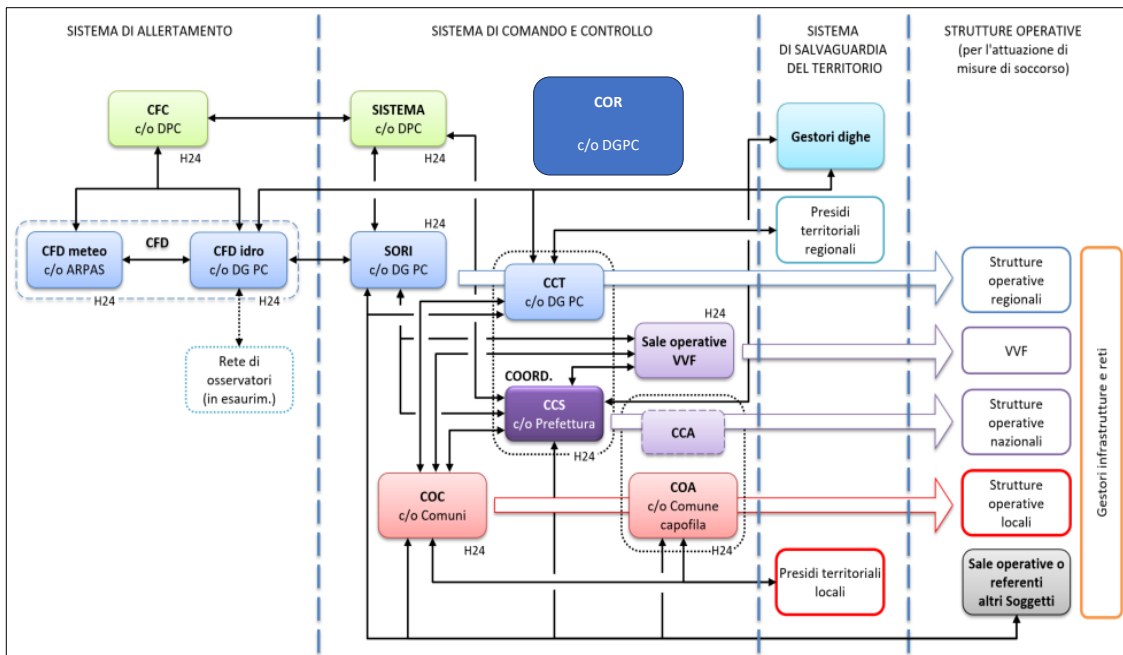 SISTEMA DI ALLERTAMENTO
SISTEMA DI COMANDO E CONTROLLO
SISTEMA
DI SALVAGUARDIA
DEL TERRITORIO
STRUTTURE OPERATIVE
(per l'attuazione di
misure di soccorso)
CFC
c/o DPC
H24
SISTEMA
c/o DPC
H24
COR
c/o DGPC
Gestori dighe
Presidi
territoriali
regionali
CFD meteo
c/o ARPAS
H24
CFD
CFD idro
c/o DG PC
H24
H24
SORI
c/o DG PC
CCT
c/o DG PC
Strutture
operative
regionali
Rete di
osservatori
(in esaurim.)
H24
Sale operative
VVF
VVF
COORD.
CCS
c/o Prefettura
H24
CCA
Strutture
operative
nazionali
COC
c/o Comuni
H24
COA
c/o Comune
capofila
H24
Strutture
operative
locali
Presidi territoriali
locali
Sale operative o
referenti
altri Soggetti
Gestori infrastrutture e reti